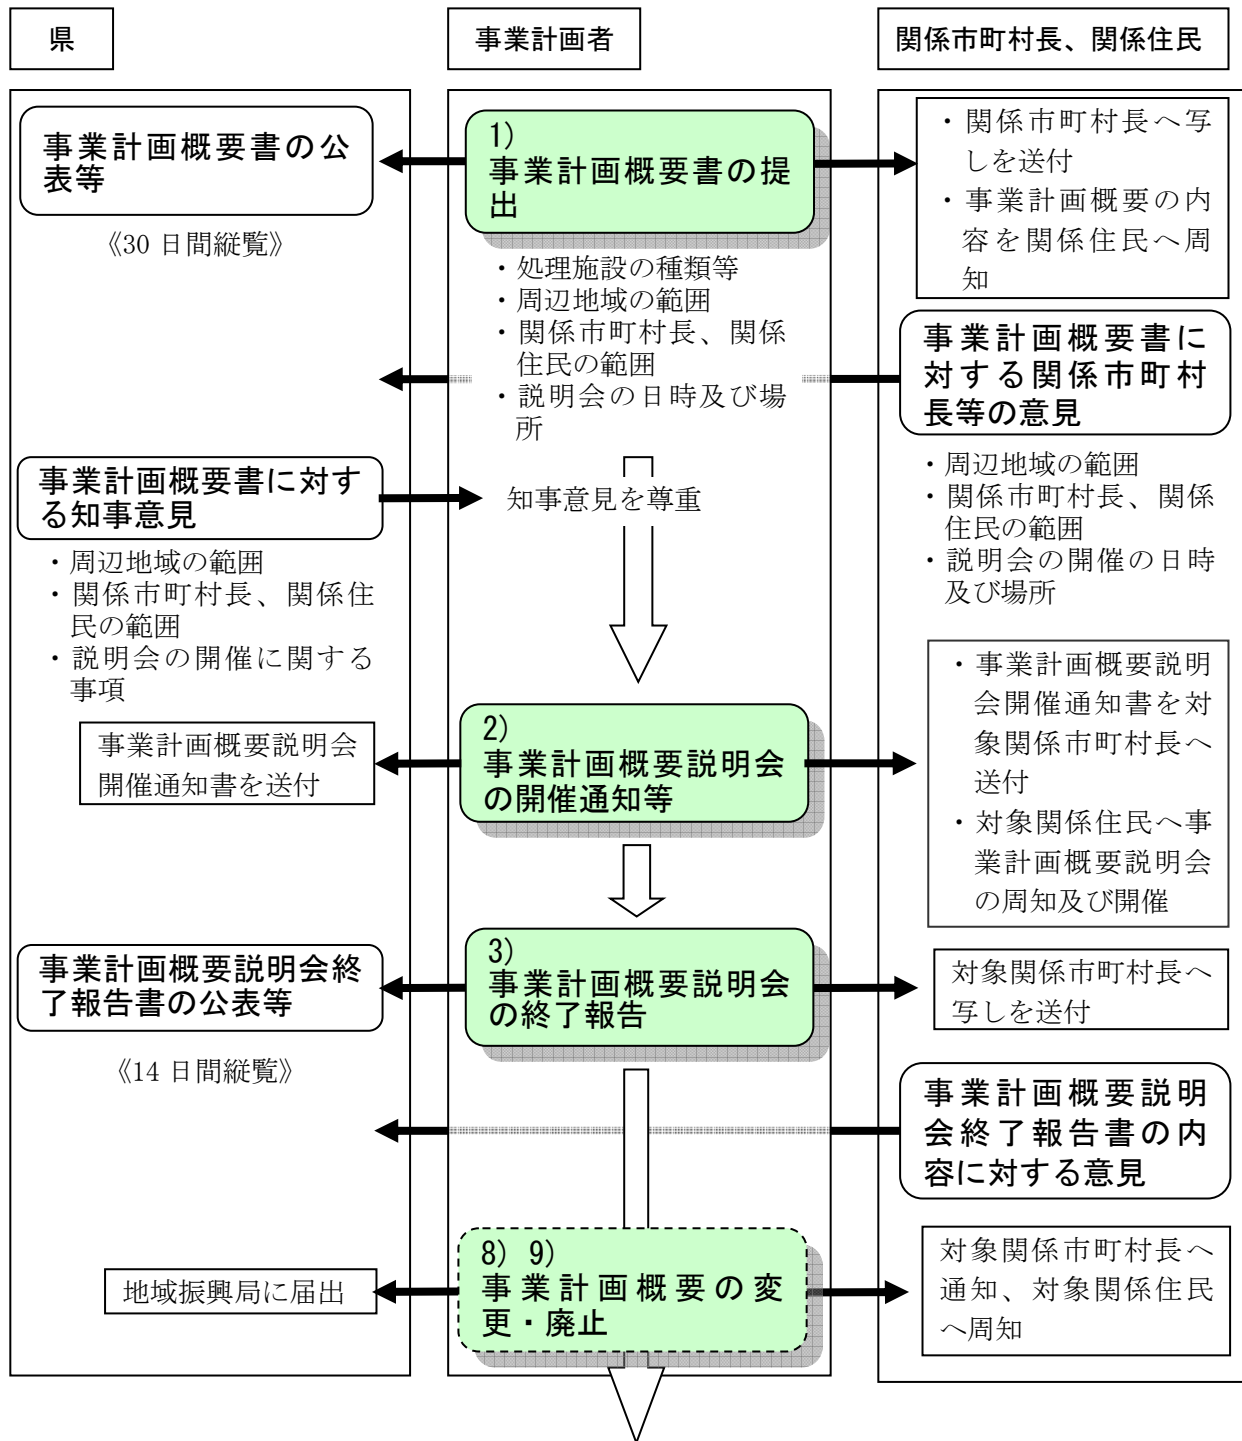 県
事業計画者
関係市町村長、関係住民
事業計画概要書の公
表等
《30 日間縦覧》
1)
事業計画概要書の提
出
・処理施設の種類等
・周辺地域の範囲
・関係市町村長、関係
住民の範囲
・説明会の日時及び場
所
・関係市町村長へ写
しを送付
・事業計画概要の内
容を関係住民へ周
知
事業計画概要書に
対する関係市町村
長等の意見
・周辺地域の範囲
・関係市町村長、関係
住民の範囲
・説明会の開催の日時
及び場所
事業計画概要書に対す
る知事意見
・周辺地域の範囲
・関係市町村長、関係住
民の範囲
・説明会の開催に関する
事項
知事意見を尊重
事業計画概要説明会
開催通知書を送付
2)
事業計画概要説明会
の開催通知等
・事業計画概要説明
会開催通知書を対
象関係市町村長へ
送付
・対象関係住民へ事
業計画概要説明会
の周知及び開催
事業計画概要説明会終
了報告書の公表等
《14 日間縦覧》
3)
事業計画概要説明会
の終了報告
対象関係市町村長へ
写しを送付
事業計画概要説明
会終了報告書の内
容に対する意見
地域振興局に届出
8) 9)
事業計画概要の変
更・廃止
対象関係市町村長へ
通知、対象関係住民
へ周知